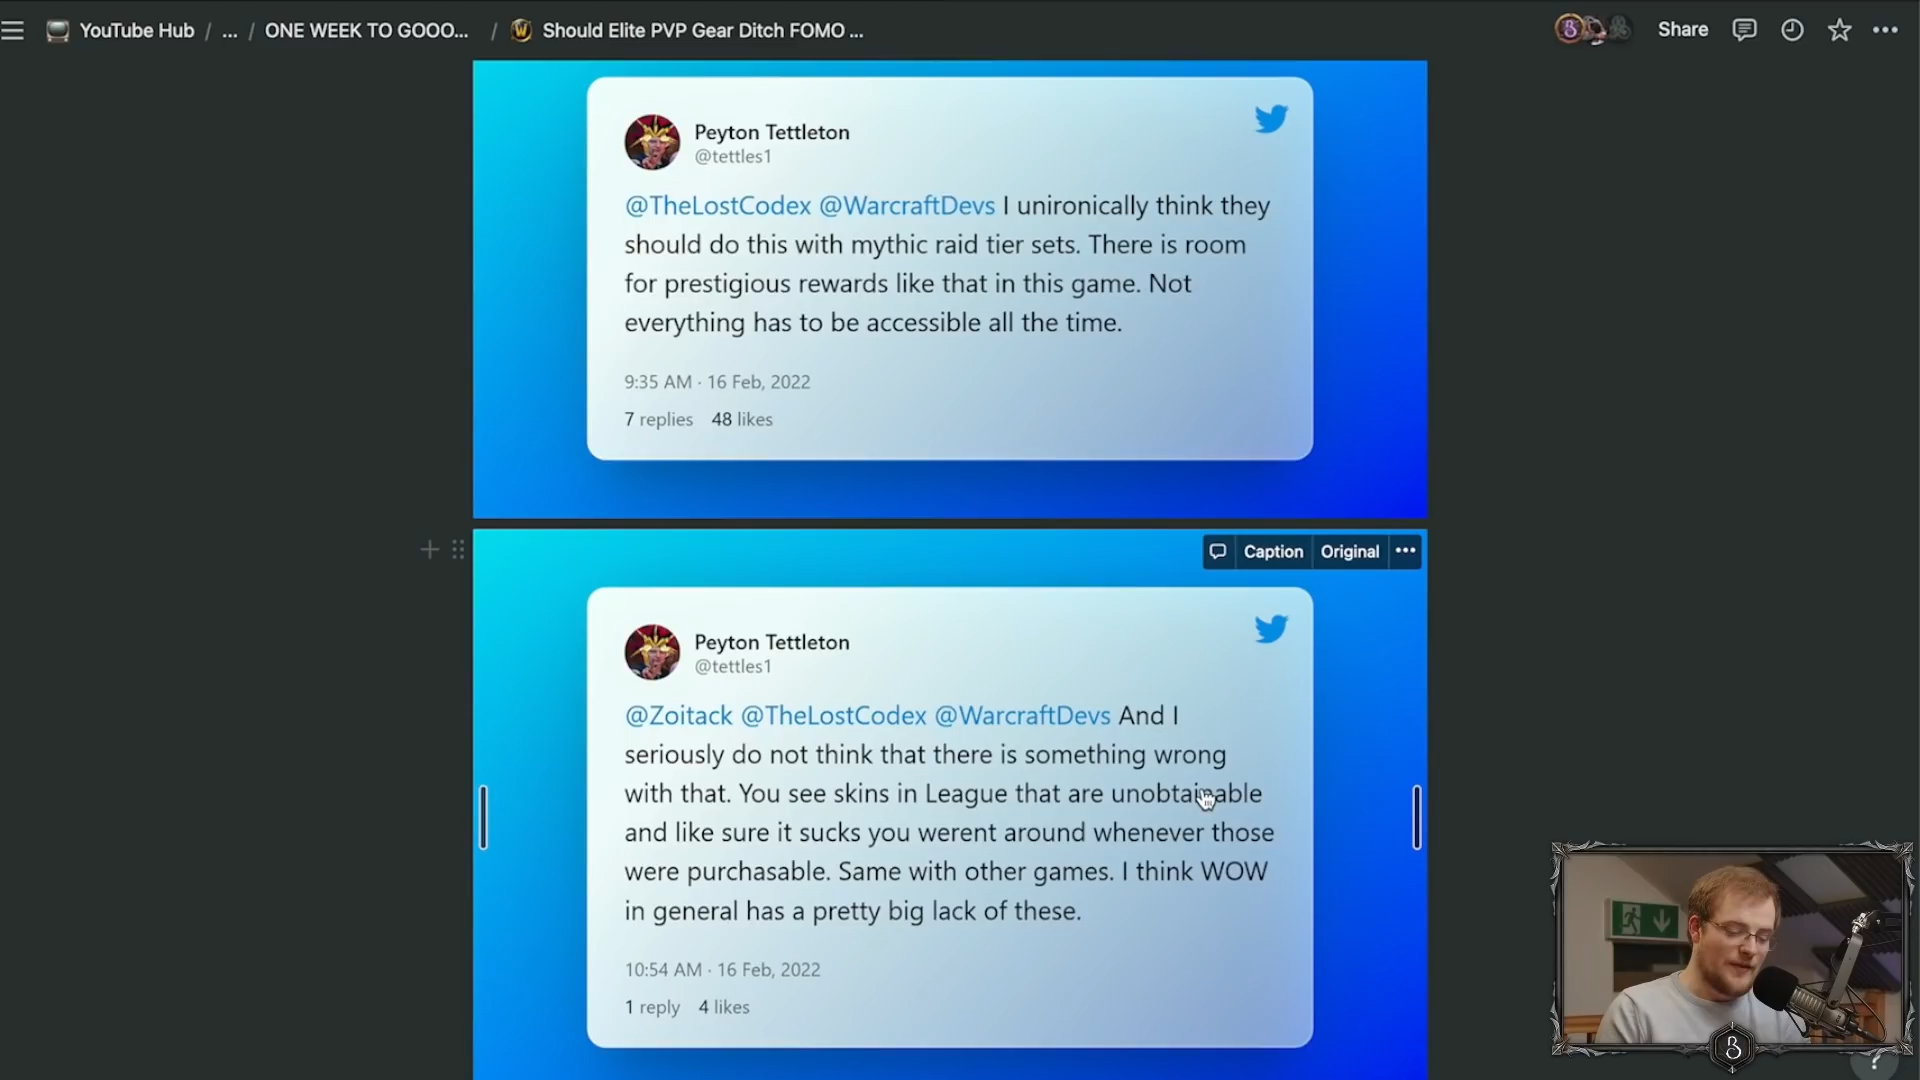 YouTube Hub / ... / ONE WEEK TO GOOO... / Should Elite PVP Gear Ditch FOMO ...
Share
Peyton Tettleton
@tettles1
@TheLostCodex @WarcraftDevs I unironically think they
should do this with mythic raid tier sets. There is room
for prestigious rewards like that in this game. Not
everything has to be accessible all the time.
9:35 AM · 16 Feb, 2022
7 replies 48 likes
Caption Original
Peyton Tettleton
@tettles1
@Zoitack @TheLostCodex @WarcraftDevs And I
seriously do not think that there is something wrong
with that. You see skins in League that are unobtainable
and like sure it sucks you werent around whenever those
were purchasable. Same with other games. I think WOW
in general has a pretty big lack of these.
10:54 AM · 16 Feb, 2022
1 reply 4 likes
B
?